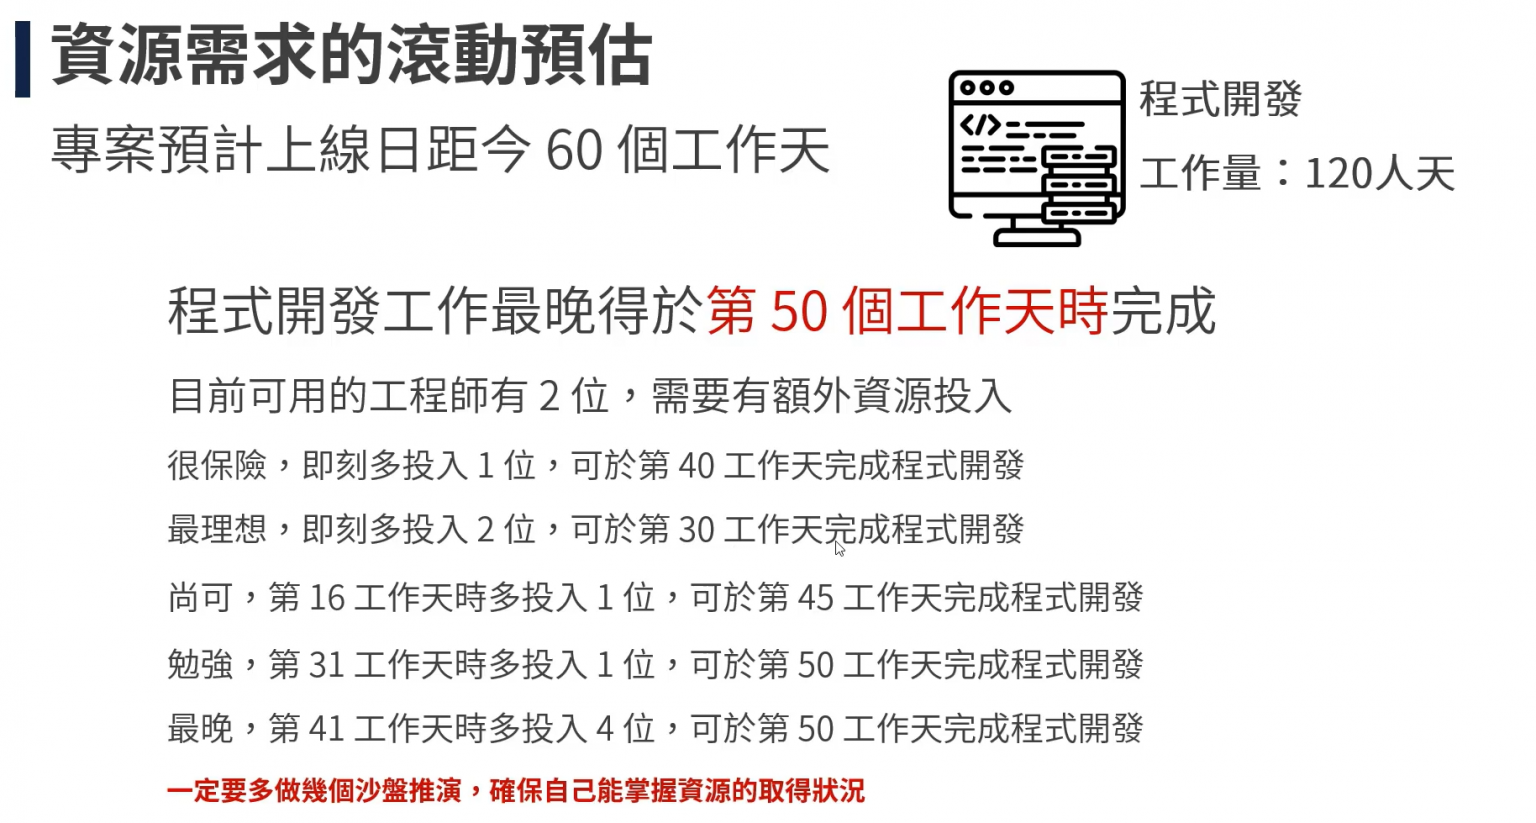 資源需求的滾動預估
專案預計上線日距今 60 個工作天
</>
程式開發
工作量：120人天
程式開發工作最晚得於第 50 個工作天時完成
目前可用的工程師有 2 位，需要有額外資源投入
很保險，即刻多投入 1 位，可於第 40 工作天完成程式開發
最理想，即刻多投入 2 位，可於第 30 工作天完成程式開發
尚可，第 16 工作天時多投入 1 位，可於第 45 工作天完成程式開發
勉強，第 31 工作天時多投入 1 位，可於第 50 工作天完成程式開發
最晚，第 41 工作天時多投入 4 位，可於第 50 工作天完成程式開發
一定要多做幾個沙盤推演，確保自己能掌握資源的取得狀況